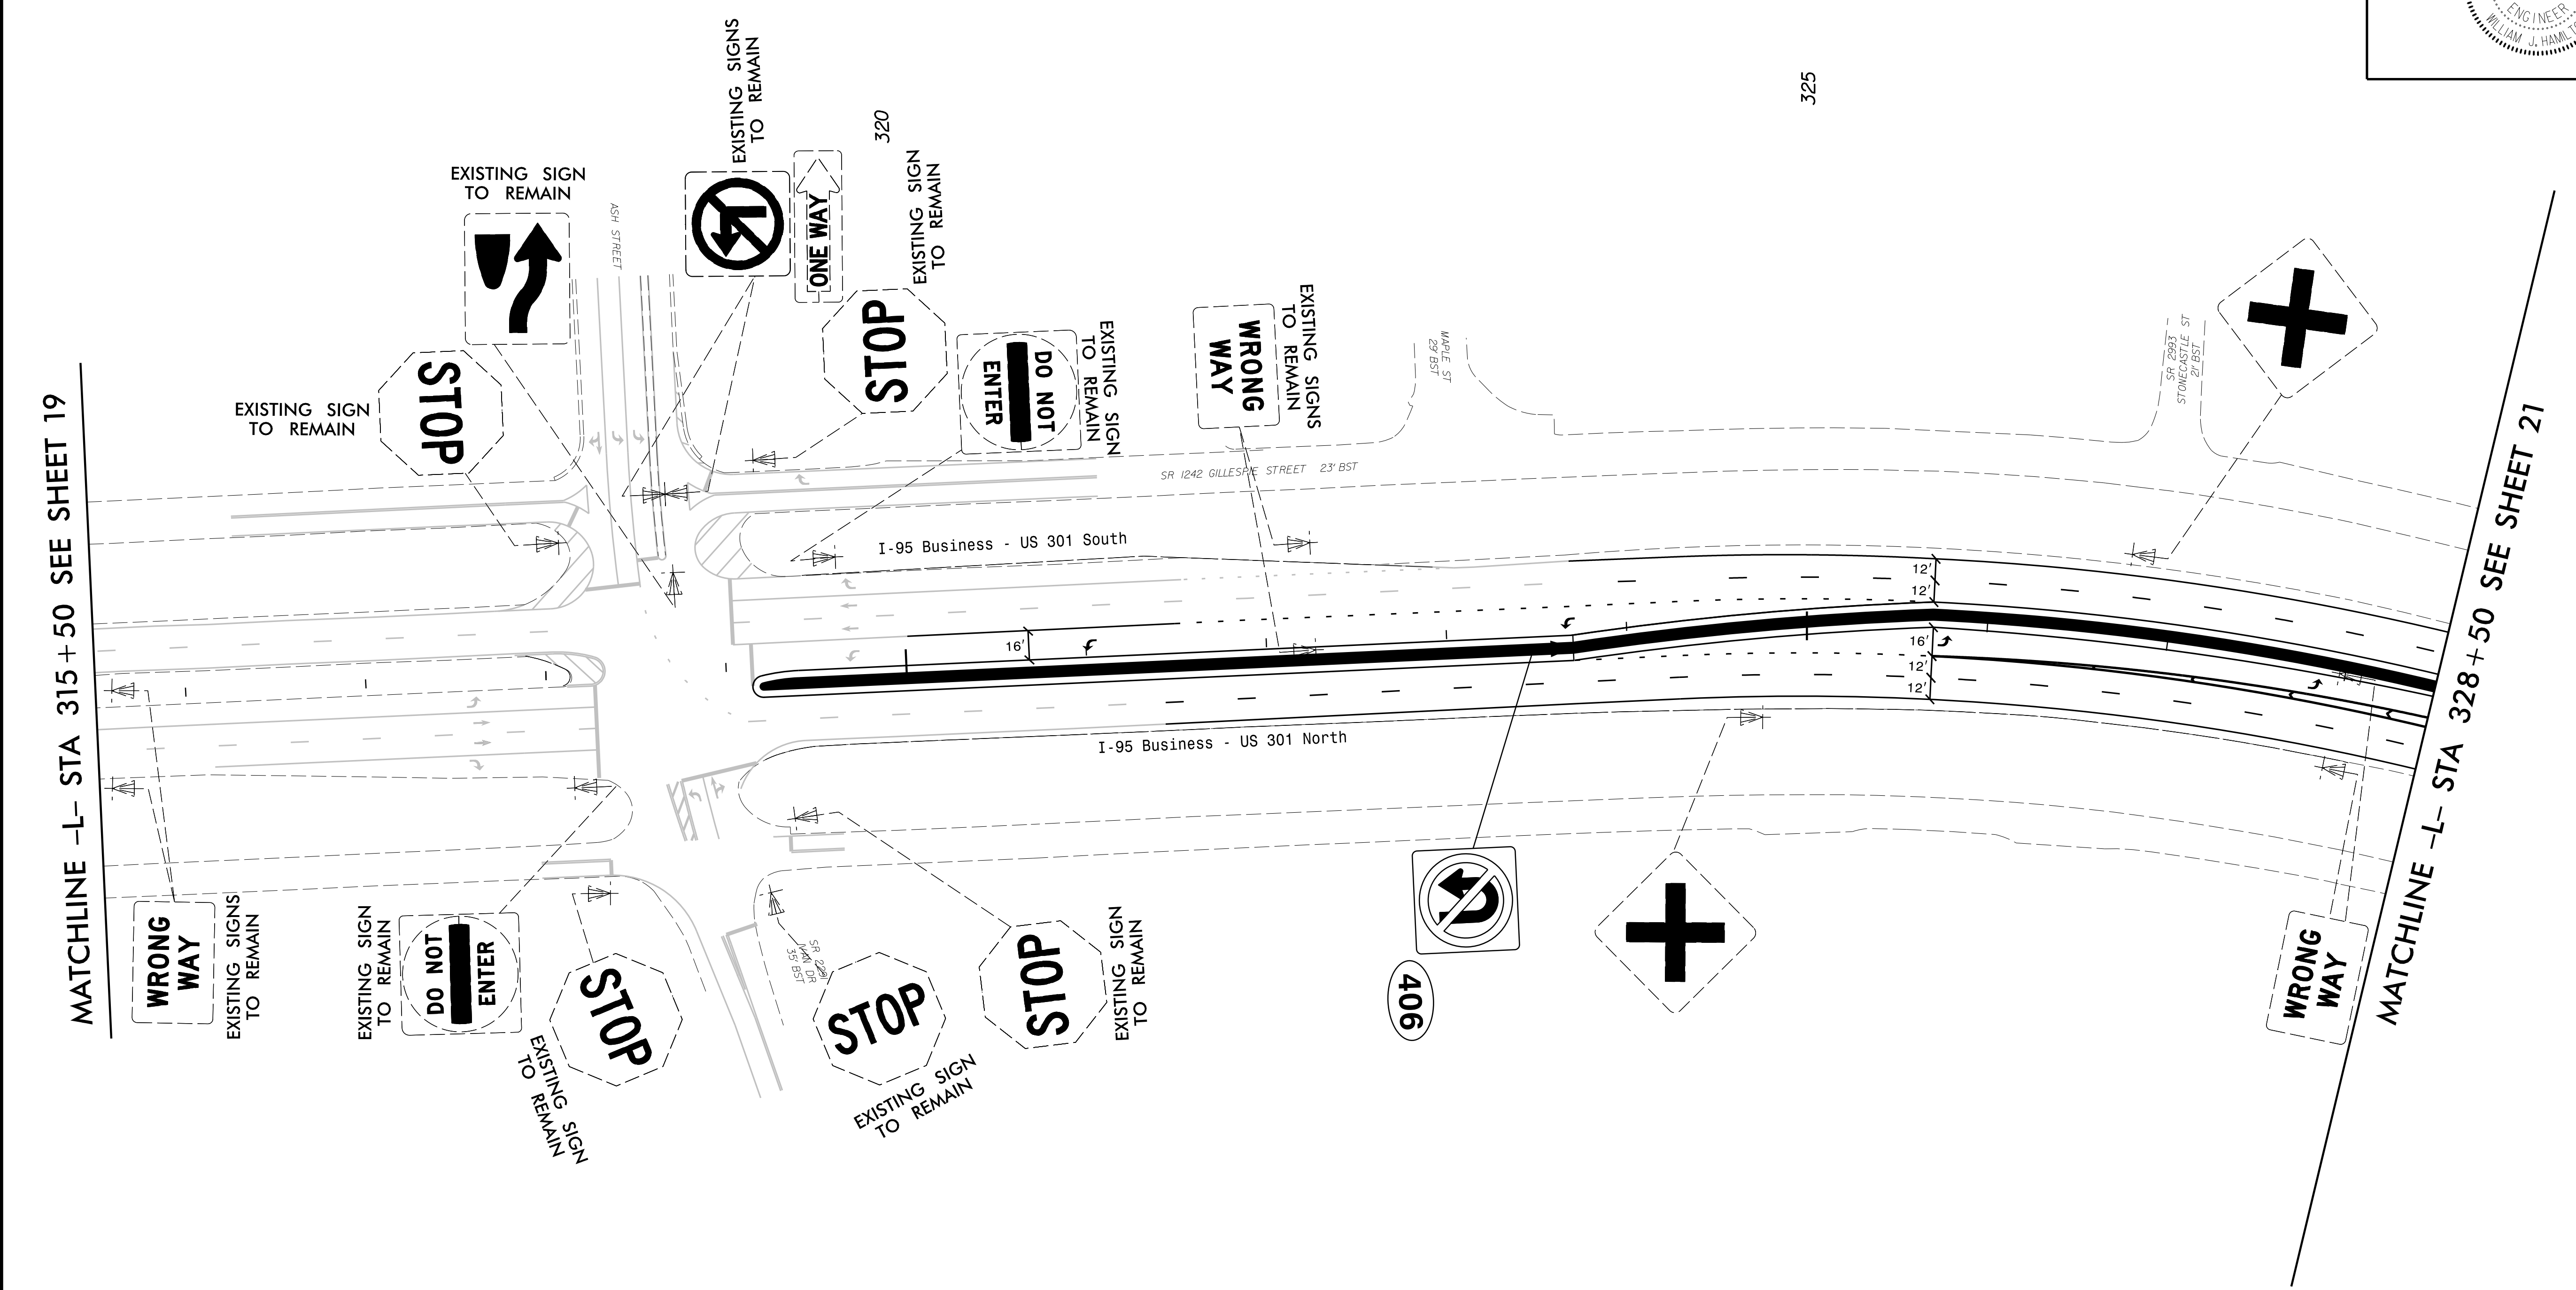 ENGINEER
WILLIAM J. HAMILT
MATCHLINE -L- STA 315+50 SEE SHEET 19
EXISTING SIGN
TO REMAIN
STOP
EXISTING SIGN
TO REMAIN
ASH STREET
EXISTING SIGNS
TO REMAIN
ONE WAY
320
EXISTING SIGN
TO REMAIN
STOP
DO NOT
ENTER
EXISTING SIGN
TO REMAIN
WRONG
WAY
EXISTING SIGNS
TO REMAIN
325
MAPLE ST
29' BST
SR 2993
STONECASTLE ST
21' BST
SR 1242 GILLESPIE STREET 23' BST
I-95 Business - US 301 South
16'
12'
12'
16'
12'
12'
I-95 Business - US 301 North
WRONG
WAY
EXISTING SIGNS
TO REMAIN
EXISTING SIGN
TO REMAIN
DO NOT
ENTER
STOP
EXISTING SIGN
TO REMAIN
35' BST
STOP
EXISTING SIGN
TO REMAIN
STOP
EXISTING SIGN
TO REMAIN
406
WRONG
WAY
MATCHLINE -L- STA 328+50 SEE SHEET 21